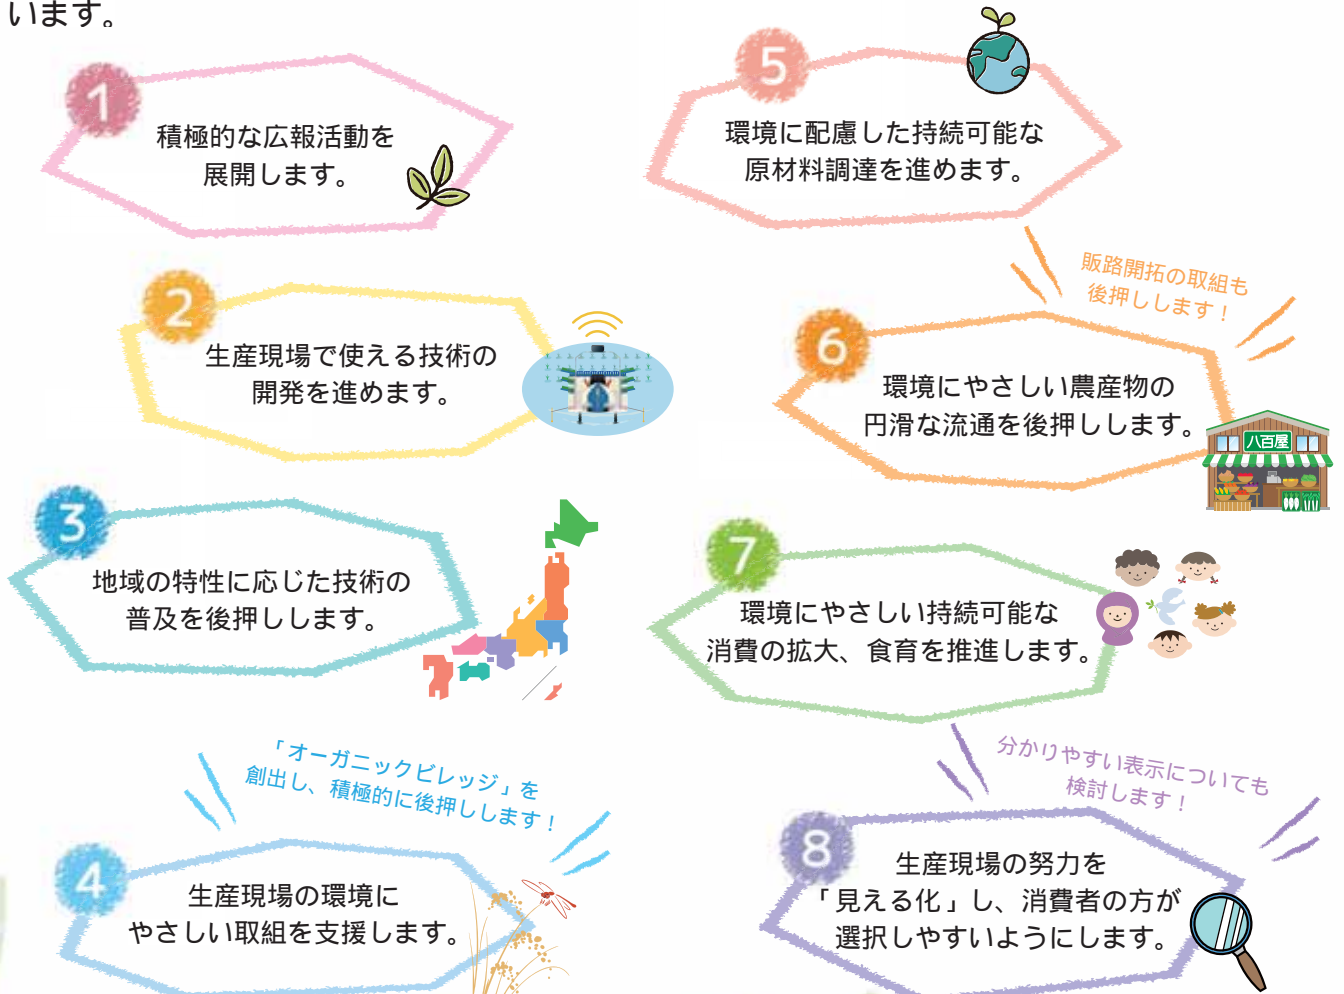 います。
1
積極的な広報活動を
展開します。
2
生産現場で使える技術の
開発を進めます。
3
地域の特性に応じた技術の
普及を後押しします。
「オーガニックビレッジ」を
創出し、積極的に後押しします！
4
生産現場の環境に
やさしい取組を支援します。
5
環境に配慮した持続可能な
原材料調達を進めます。
販路開拓の取組も
後押しします！
6
環境にやさしい農産物の
円滑な流通を後押しします。
八百屋
7
環境にやさしい持続可能な
消費の拡大、食育を推進します。
分かりやすい表示についても
検討します！
8
生産現場の努力を
「見える化」し、消費者の方が
選択しやすいようにします。